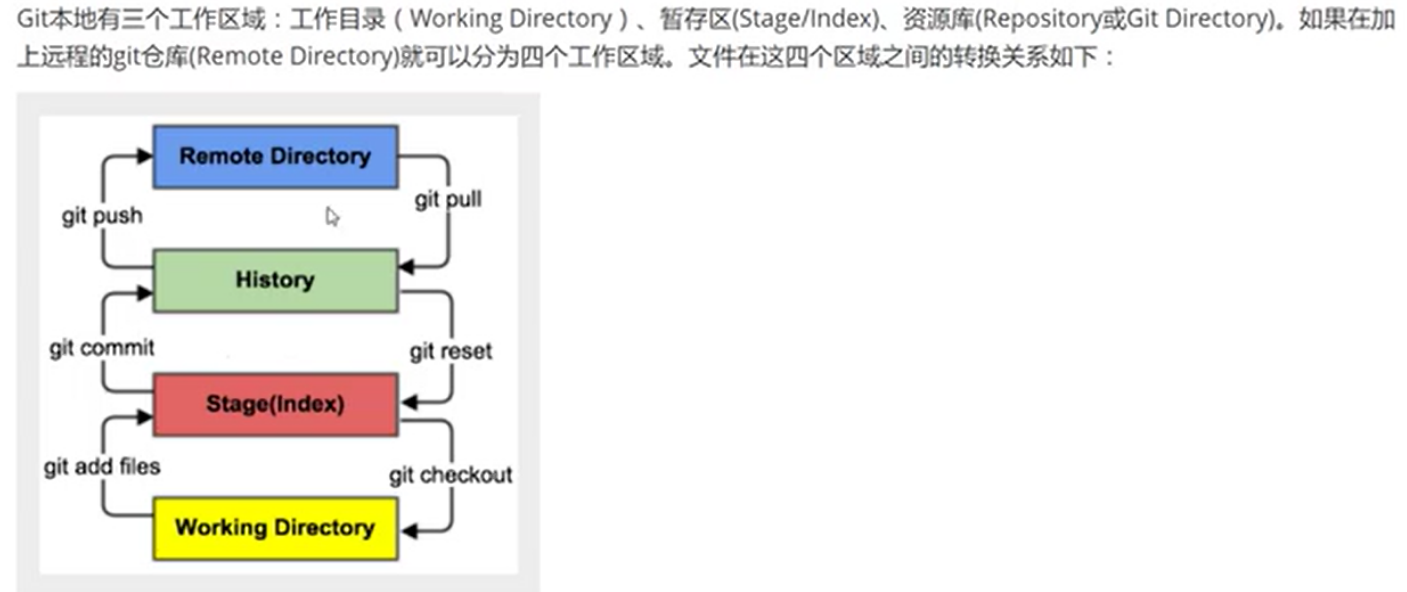 Git本地有三个工作区域：工作目录（Working Directory）、暂存区(Stage/Index)、资源库(Repository或Git Directory)。如果在加
上远程的git仓库(Remote Directory)就可以分为四个工作区域。文件在这四个区域之间的转换关系如下：
Remote Directory
git push
git pull
History
git commit
git reset
Stage(Index)
git add files
git checkout
Working Directory